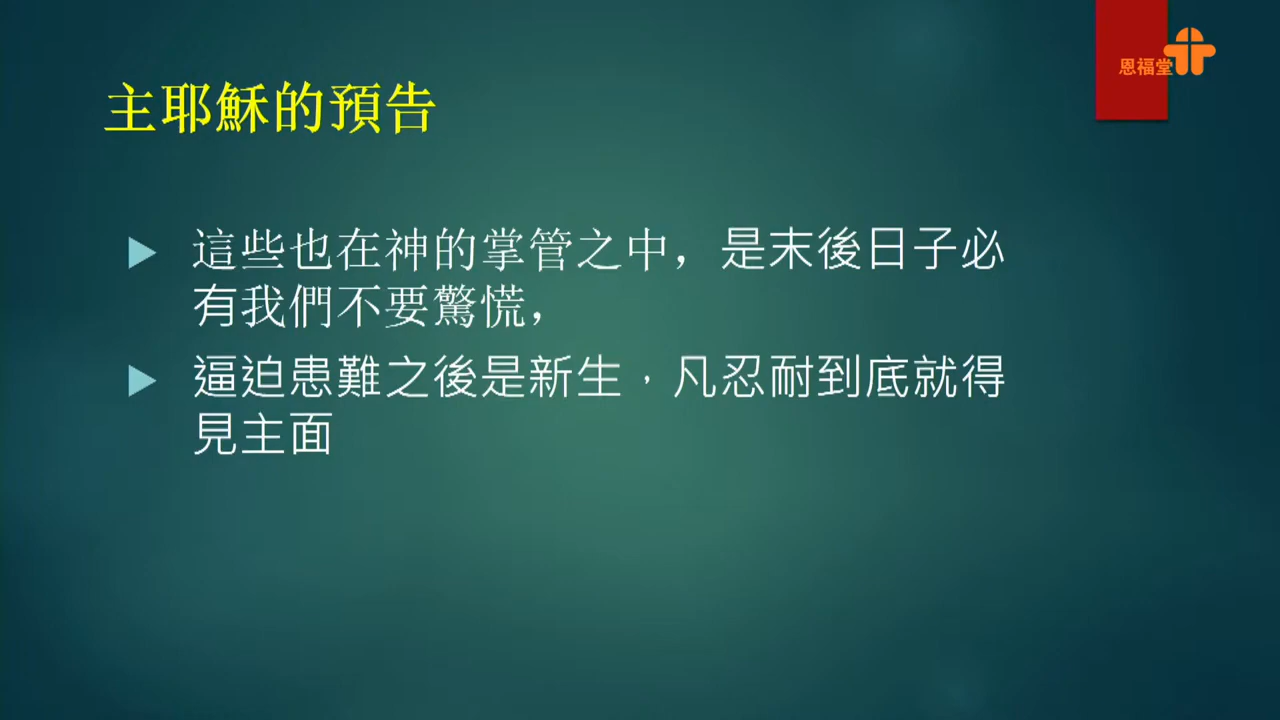 恩福堂
主耶穌的預告
這些也在神的掌管之中，是末後日子必
有我們不要驚慌，
逼迫患難之後是新生，凡忍耐到底就得
見主面